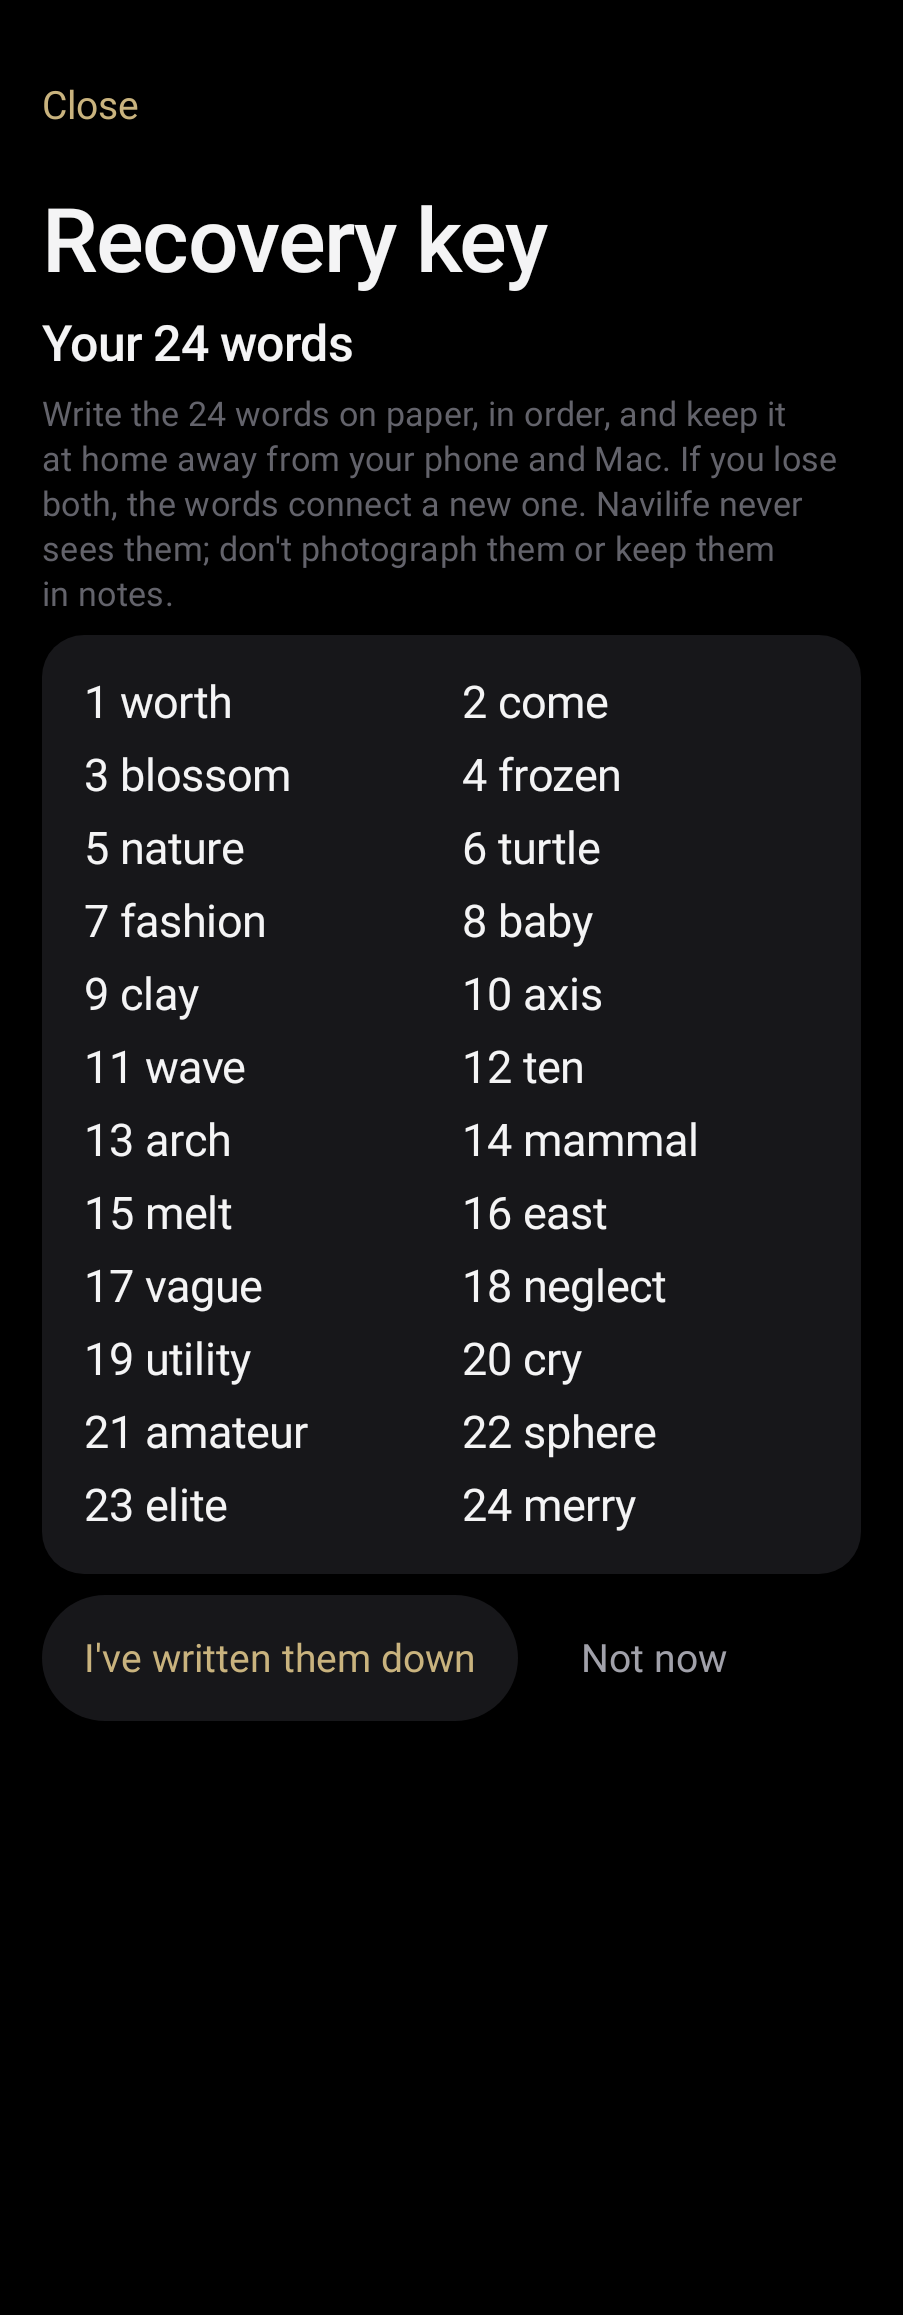 Close
Recovery key
Your 24 words
Write the 24 words on paper, in order, and keep it
at home away from your phone and Mac. If you lose
both, the words connect a new one. Navilife never
sees them; don't photograph them or keep them
in notes.
1 worth 2 come
3 blossom 4 frozen
5 nature 6 turtle
7 fashion 8 baby
9 clay 10 axis
11 wave 12 ten
13 arch 14 mammal
15 melt 16 east
17 vague 18 neglect
19 utility 20 cry
21 amateur 22 sphere
23 elite 24 merry
I've written them down Not now